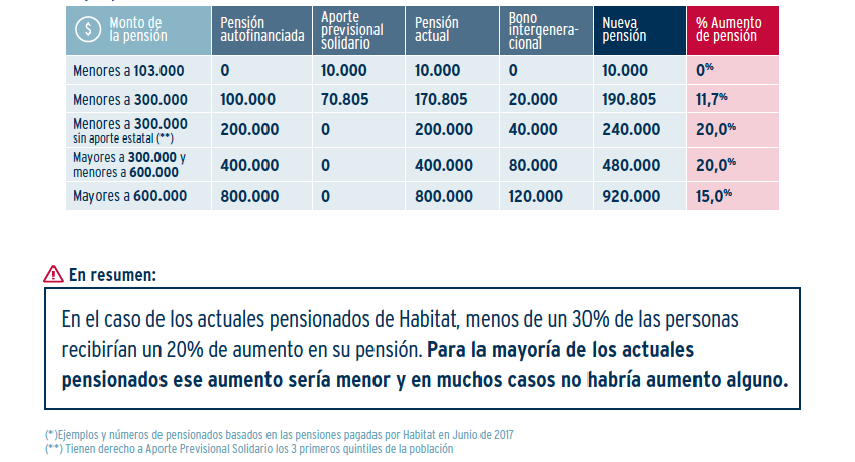 Monto de la pensión | Pensión autofinanciada | Aporte previsional solidario | Pensión actual | Bono intergenera-cional | Nueva pensión | % Aumento de pensión
Menores a 103.000 | 0 | 10.000 | 10.000 | 0 | 10.000 | 0%
Menores a 300.000 | 100.000 | 70.805 | 170.805 | 20.000 | 190.805 | 11,7%
Menores a 300.000 sin aporte estatal (**) | 200.000 | 0 | 200.000 | 40.000 | 240.000 | 20,0%
Mayores a 300.000 y menores a 600.000 | 400.000 | 0 | 400.000 | 80.000 | 480.000 | 20,0%
Mayores a 600.000 | 800.000 | 0 | 800.000 | 120.000 | 920.000 | 15,0%
En resumen:
En el caso de los actuales pensionados de Habitat, menos de un 30% de las personas
recibirían un 20% de aumento en su pensión. Para la mayoría de los actuales
pensionados ese aumento sería menor y en muchos casos no habría aumento alguno.
(*)Ejemplos y números de pensionados basados en las pensiones pagadas por Habitat en Junio de 2017
(**) Tienen derecho a Aporte Previsional Solidario los 3 primeros quintiles de la población